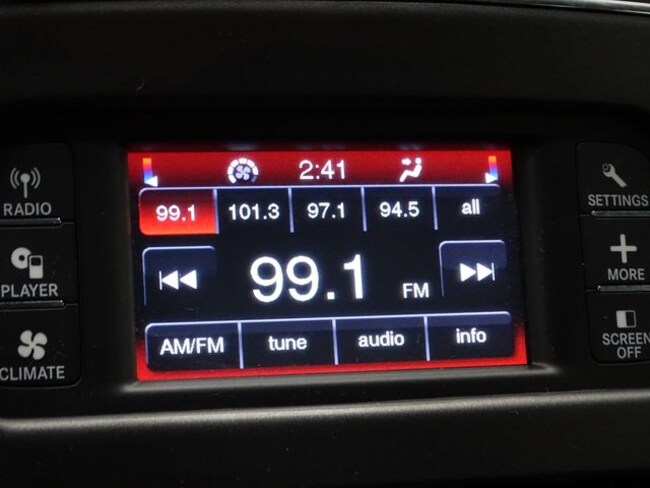 2:41
99.1 101.3 97.1 94.5 all
99.1 FM
AM/FM tune audio info
RADIO
PLAYER
CLIMATE
SETTINGS
MORE
SCREEN
OFF